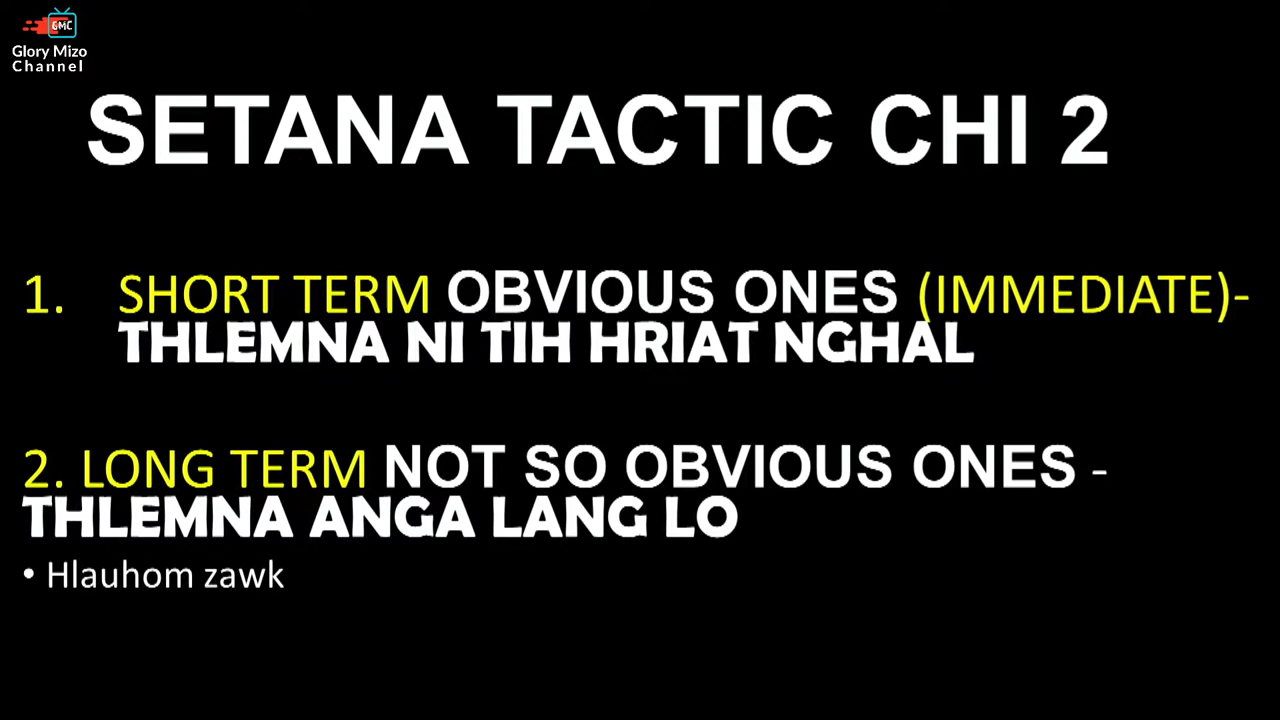 GMC
Glory Mizo
Channel
SETANA TACTIC CHI 2
1. SHORT TERM OBVIOUS ONES (IMMEDIATE)-
THLEMNA NI TIH HRIAT NGHAL
2. LONG TERM NOT SO OBVIOUS ONES -
THLEMNA ANGA LANG LO
• Hlauhom zawk